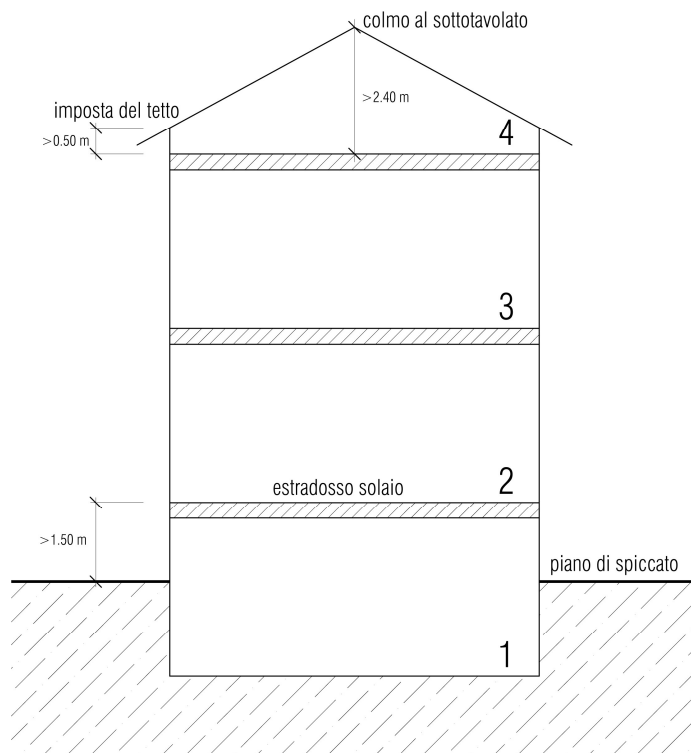 colmo al sottotavolato
>2.40 m
imposta del tetto
>0.50 m
4
3
2
estradosso solaio
>1.50 m
piano di spiccato
1